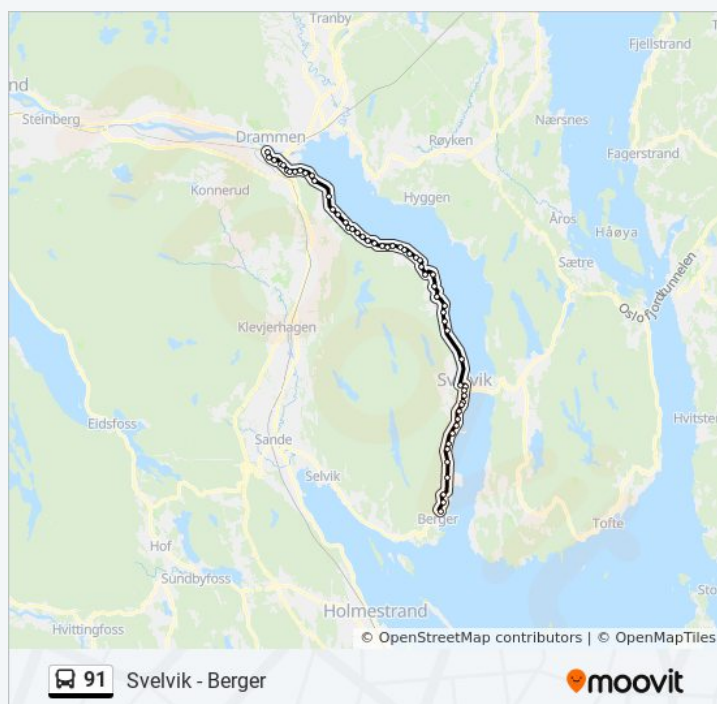 Tranby
Fjellstrand
nd
Steinberg
Drammen
Nærsnes
Røyken
Fagerstrand
Konnerud
Hyggen
Åros
Håøya
Sætre
Oslofjordtunnelen
Klevjerhagen
Svelvik
Hvitster
Eidsfoss
Sande
Selvik
Berger
Tofte
Hof
Sundbyfoss
Sto
Holmestrand
Hvittingfoss
© OpenStreetMap contributors | © OpenMapTiles
91 Svelvik - Berger
moovit